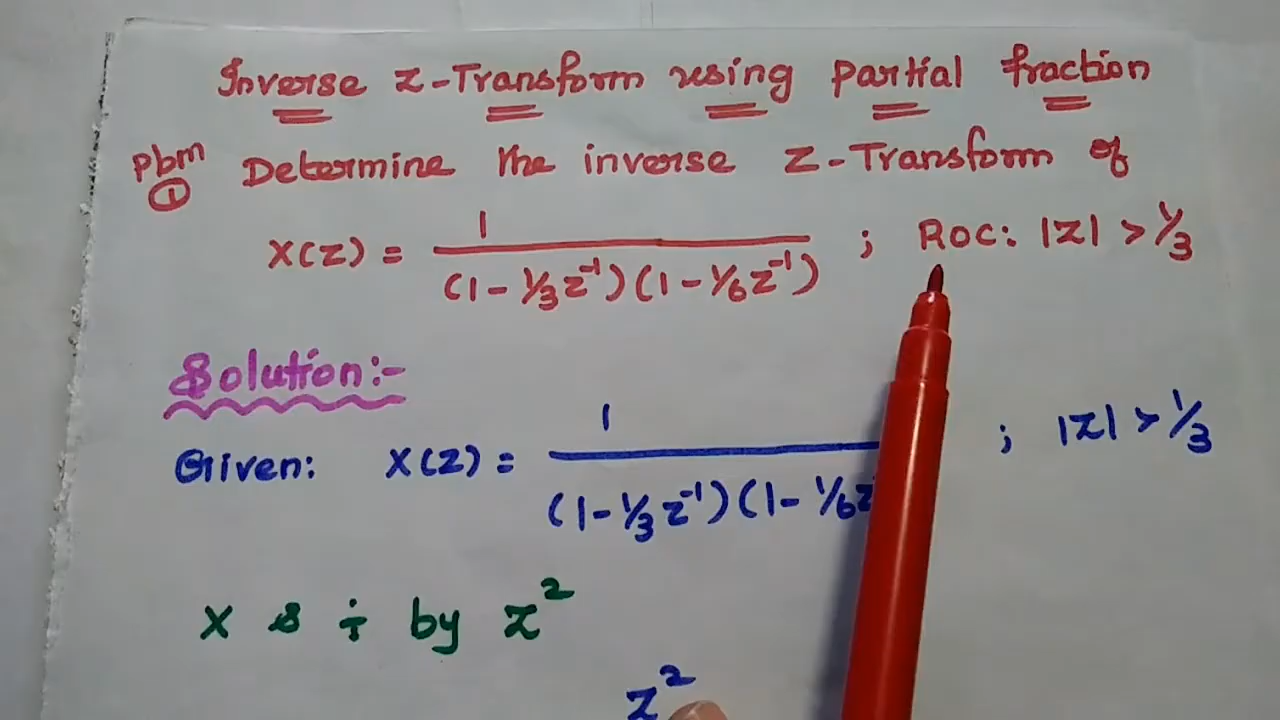 Inverse Z-Transform using Partial fraction
Pbm ① Determine the inverse Z-Transform of
X(Z) = 1 / (1 - 1/3 Z⁻¹)(1 - 1/6 Z⁻¹) ; ROC: |Z| > 1/3
Solution:-
Given: X(Z) = 1 / (1 - 1/3 Z⁻¹)(1 - 1/6 Z ; |Z| > 1/3
X & ÷ by Z²
Z²